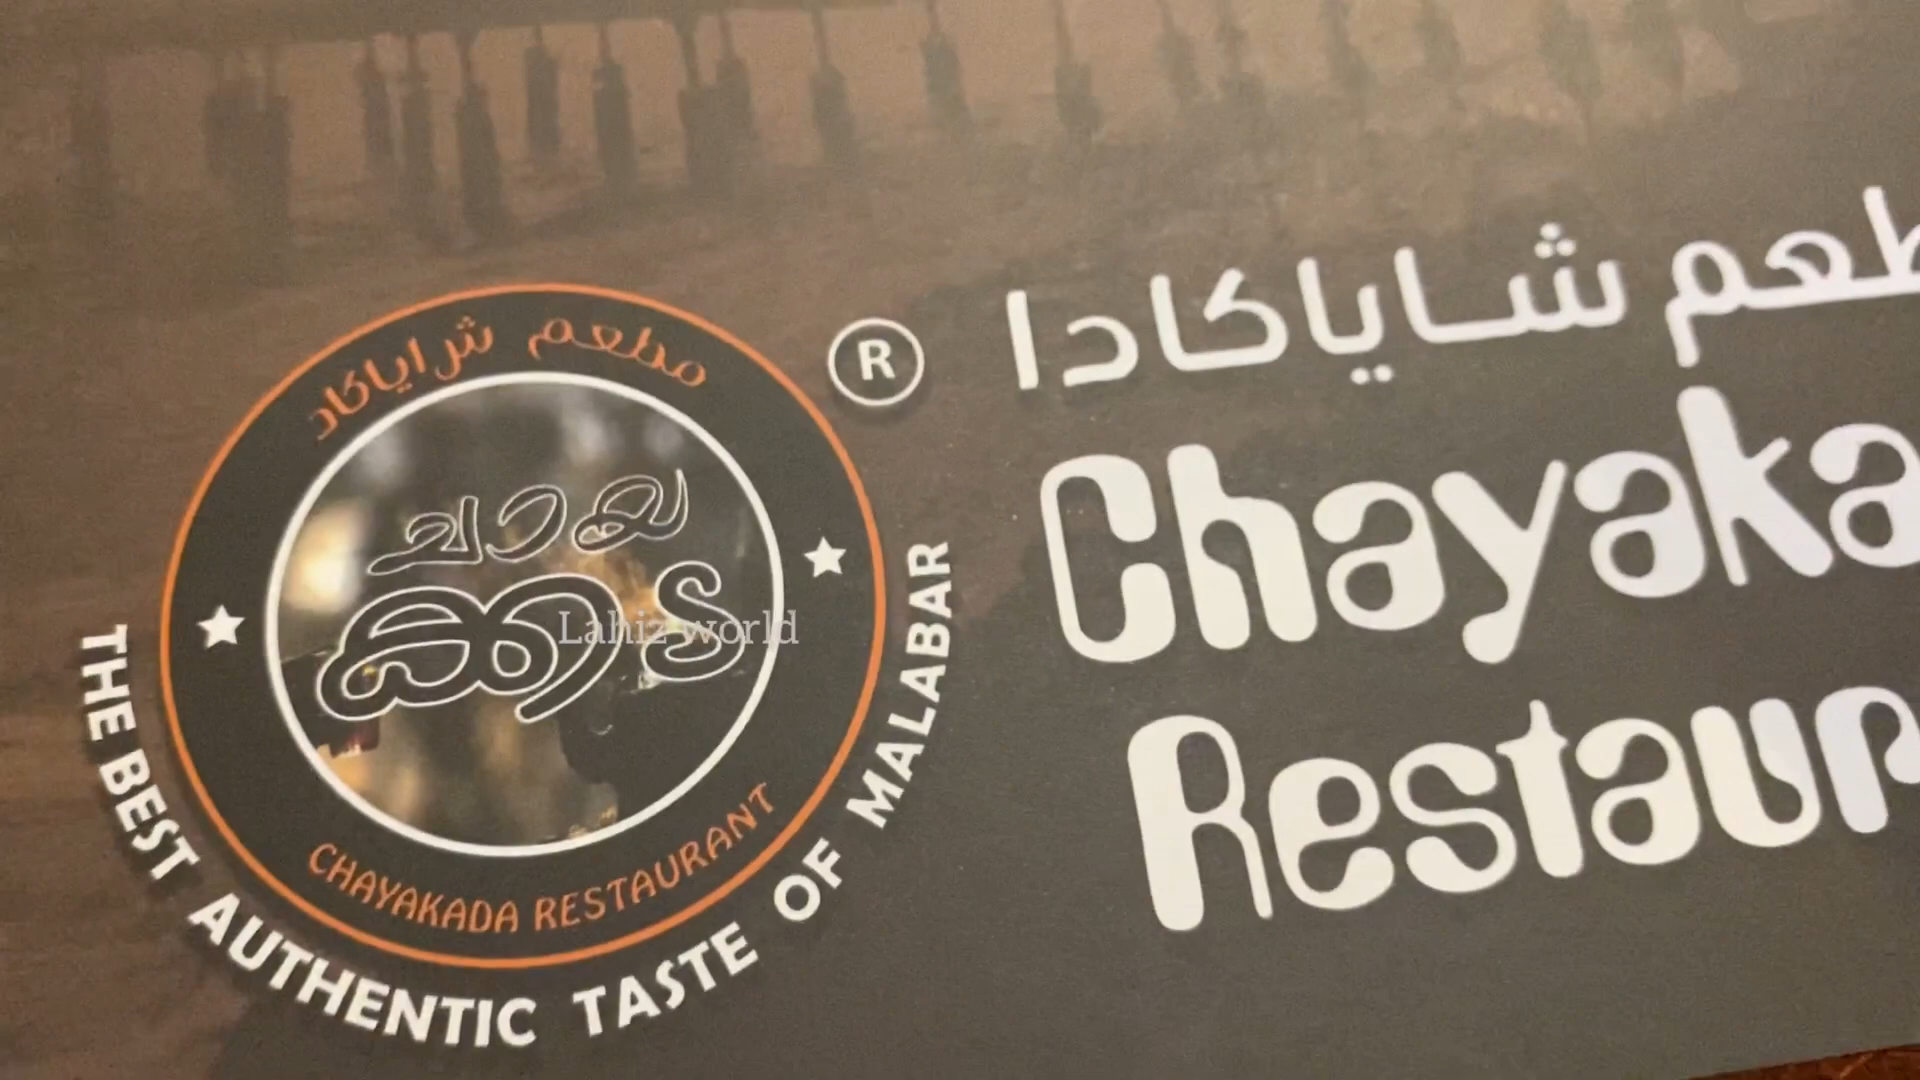 مطعم شاياكادا
Chayaka
Restaur
®
مطعم شاياكاد
ചായ
ക്കട
CHAYAKADA RESTAURANT
THE BEST AUTHENTIC TASTE OF MALABAR
Lahiz world